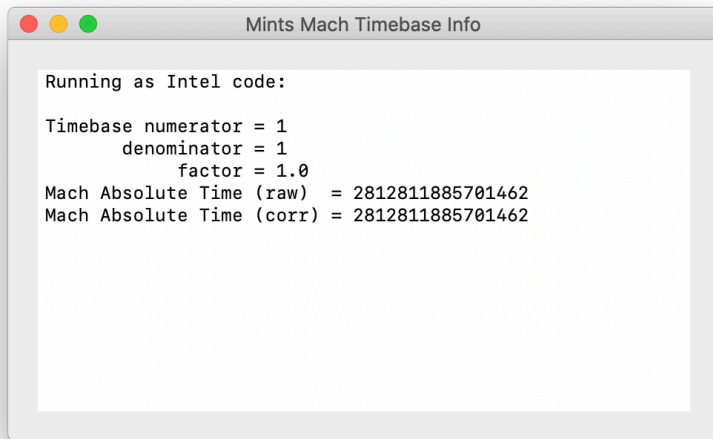 Mints Mach Timebase Info
Running as Intel code:
Timebase numerator = 1
denominator = 1
factor = 1.0
Mach Absolute Time (raw)  = 2812811885701462
Mach Absolute Time (corr) = 2812811885701462